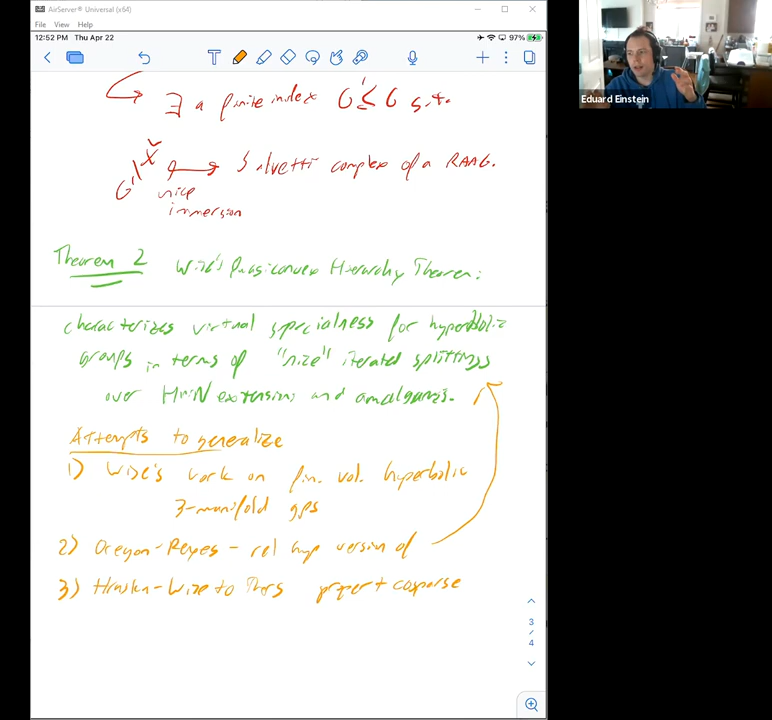 AirServer® Universal (x64)
File Edit View Help
12:52 PM Thu Apr 22
97%
∃ a finite index G' ≤ G s.t.
G'\X̃ ↪ Salvetti complex of a RAAG.
nice
immersion
Theorem 2 Wise's Quasiconvex Hierarchy Theorem:
characterizes virtual specialness for hyperbolic
groups in terms of "nice" iterated splittings
over HNN extensions and amalgams.
Attempts to generalize
1) Wise's work on fin. vol. hyperbolic
3-manifold gps
2) Oregon-Reyes - rel hyp version of
3) Hruska-Wise to proper + cosparse
3
/
4
Eduard Einstein